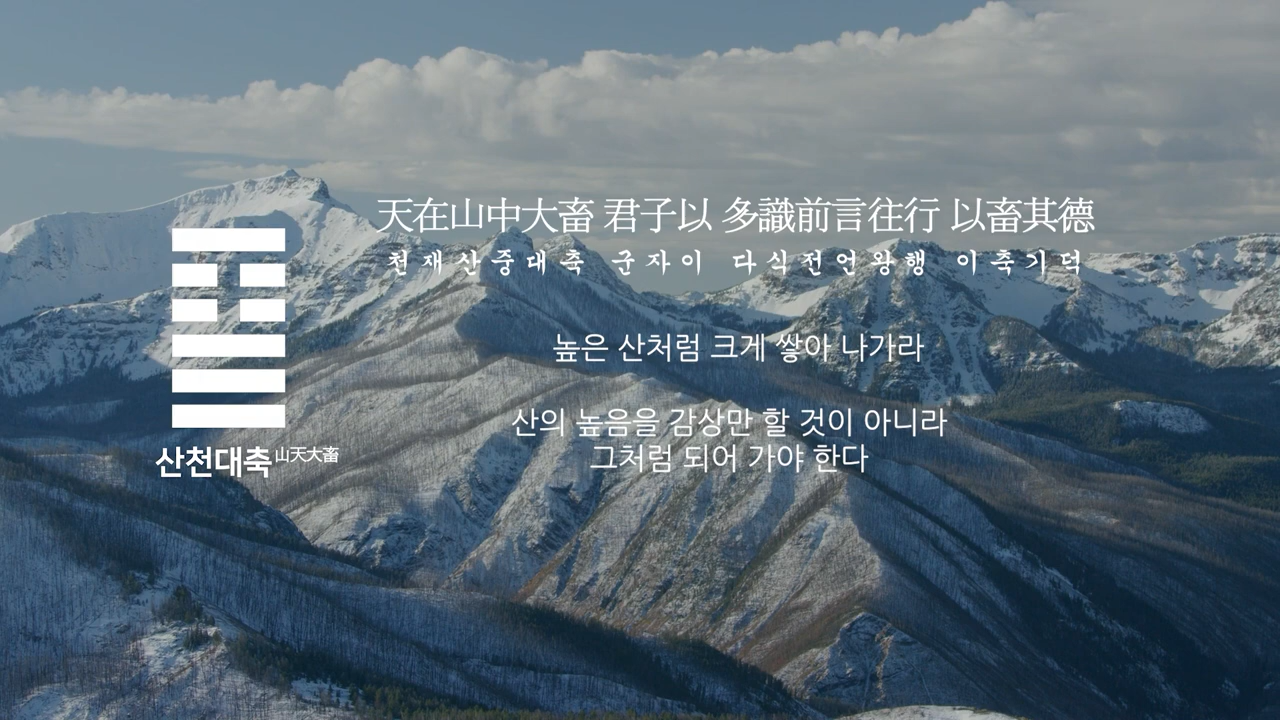 天在山中大畜 君子以 多識前言往行 以畜其德
천재산중대축 군자이 다식전언왕행 이축기덕
높은 산처럼 크게 쌓아 나가라
산의 높음을 감상만 할 것이 아니라
그처럼 되어 가야 한다
산천대축山天大畜